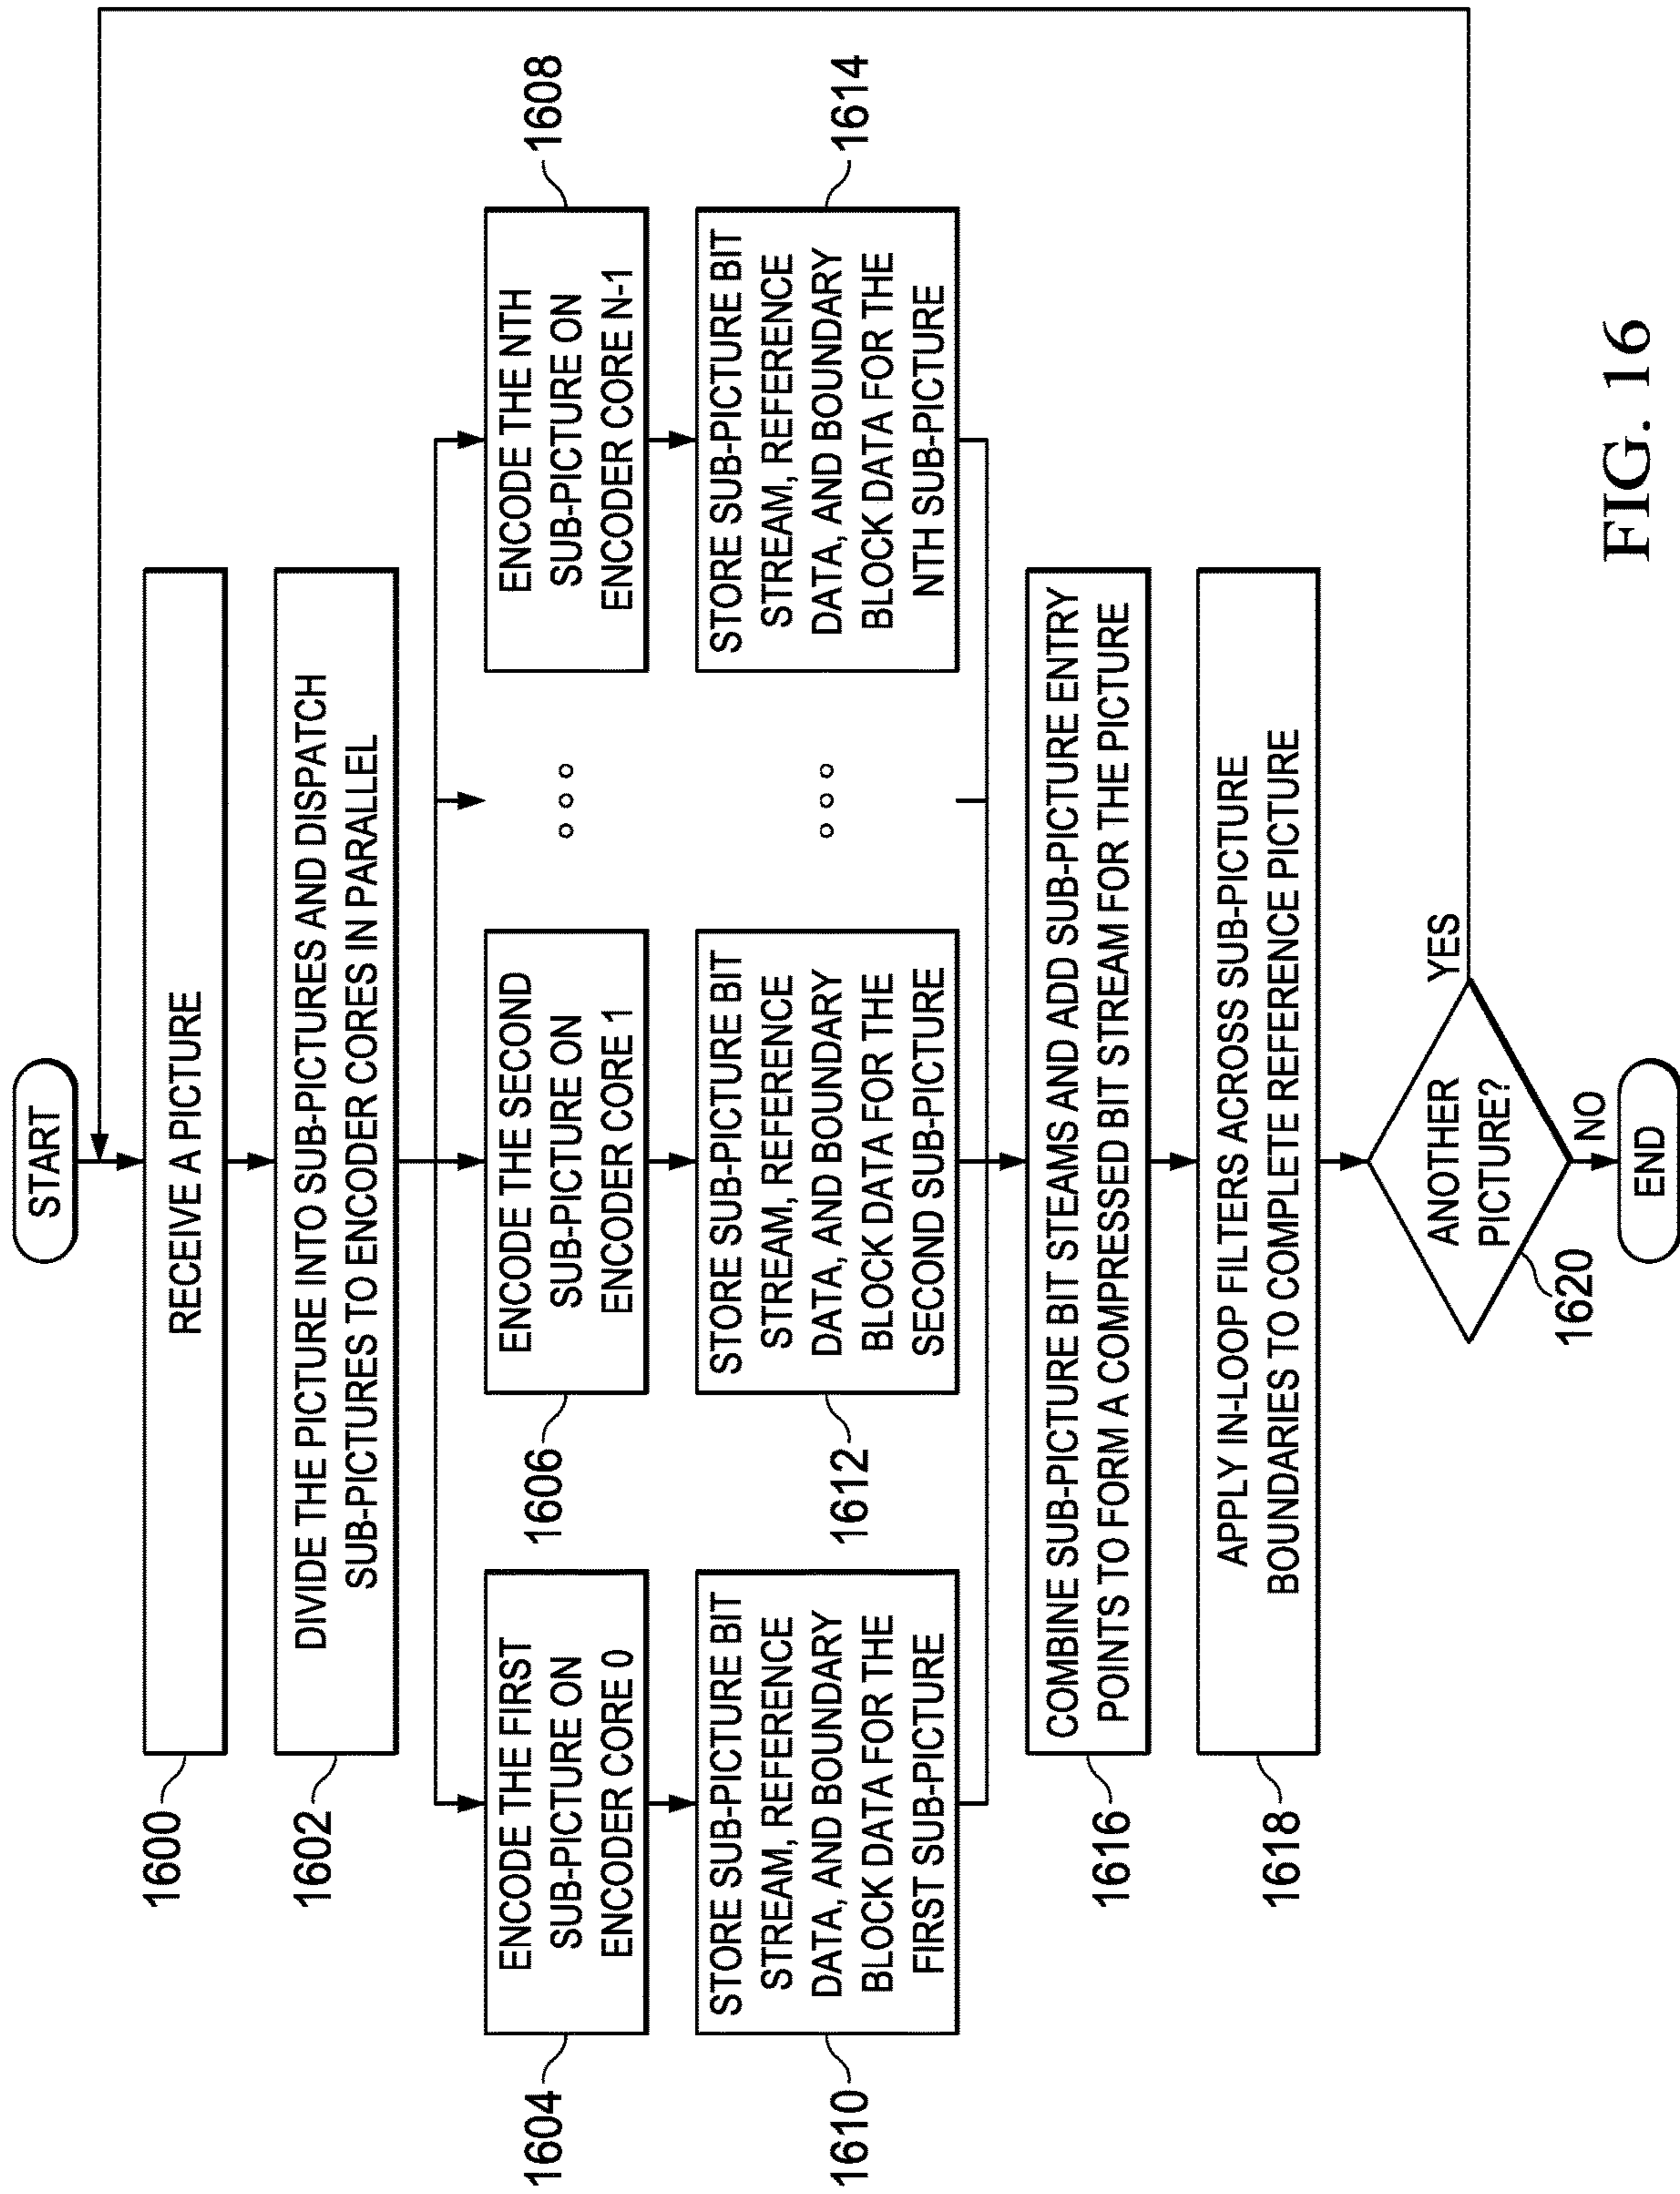 START
1600
RECEIVE A PICTURE
1602
DIVIDE THE PICTURE INTO SUB-PICTURES AND DISPATCH
SUB-PICTURES TO ENCODER CORES IN PARALLEL
1604
ENCODE THE FIRST
SUB-PICTURE ON
ENCODER CORE 0
1606
ENCODE THE SECOND
SUB-PICTURE ON
ENCODER CORE 1
1608
ENCODE THE NTH
SUB-PICTURE ON
ENCODER CORE N-1
1610
STORE SUB-PICTURE BIT
STREAM, REFERENCE
DATA, AND BOUNDARY
BLOCK DATA FOR THE
FIRST SUB-PICTURE
1612
STORE SUB-PICTURE BIT
STREAM, REFERENCE
DATA, AND BOUNDARY
BLOCK DATA FOR THE
SECOND SUB-PICTURE
1614
STORE SUB-PICTURE BIT
STREAM, REFERENCE
DATA, AND BOUNDARY
BLOCK DATA FOR THE
NTH SUB-PICTURE
1616
COMBINE SUB-PICTURE BIT STEAMS AND ADD SUB-PICTURE ENTRY
POINTS TO FORM A COMPRESSED BIT STREAM FOR THE PICTURE
1618
APPLY IN-LOOP FILTERS ACROSS SUB-PICTURE
BOUNDARIES TO COMPLETE REFERENCE PICTURE
1620
ANOTHER
PICTURE?
YES
NO
END
FIG. 16